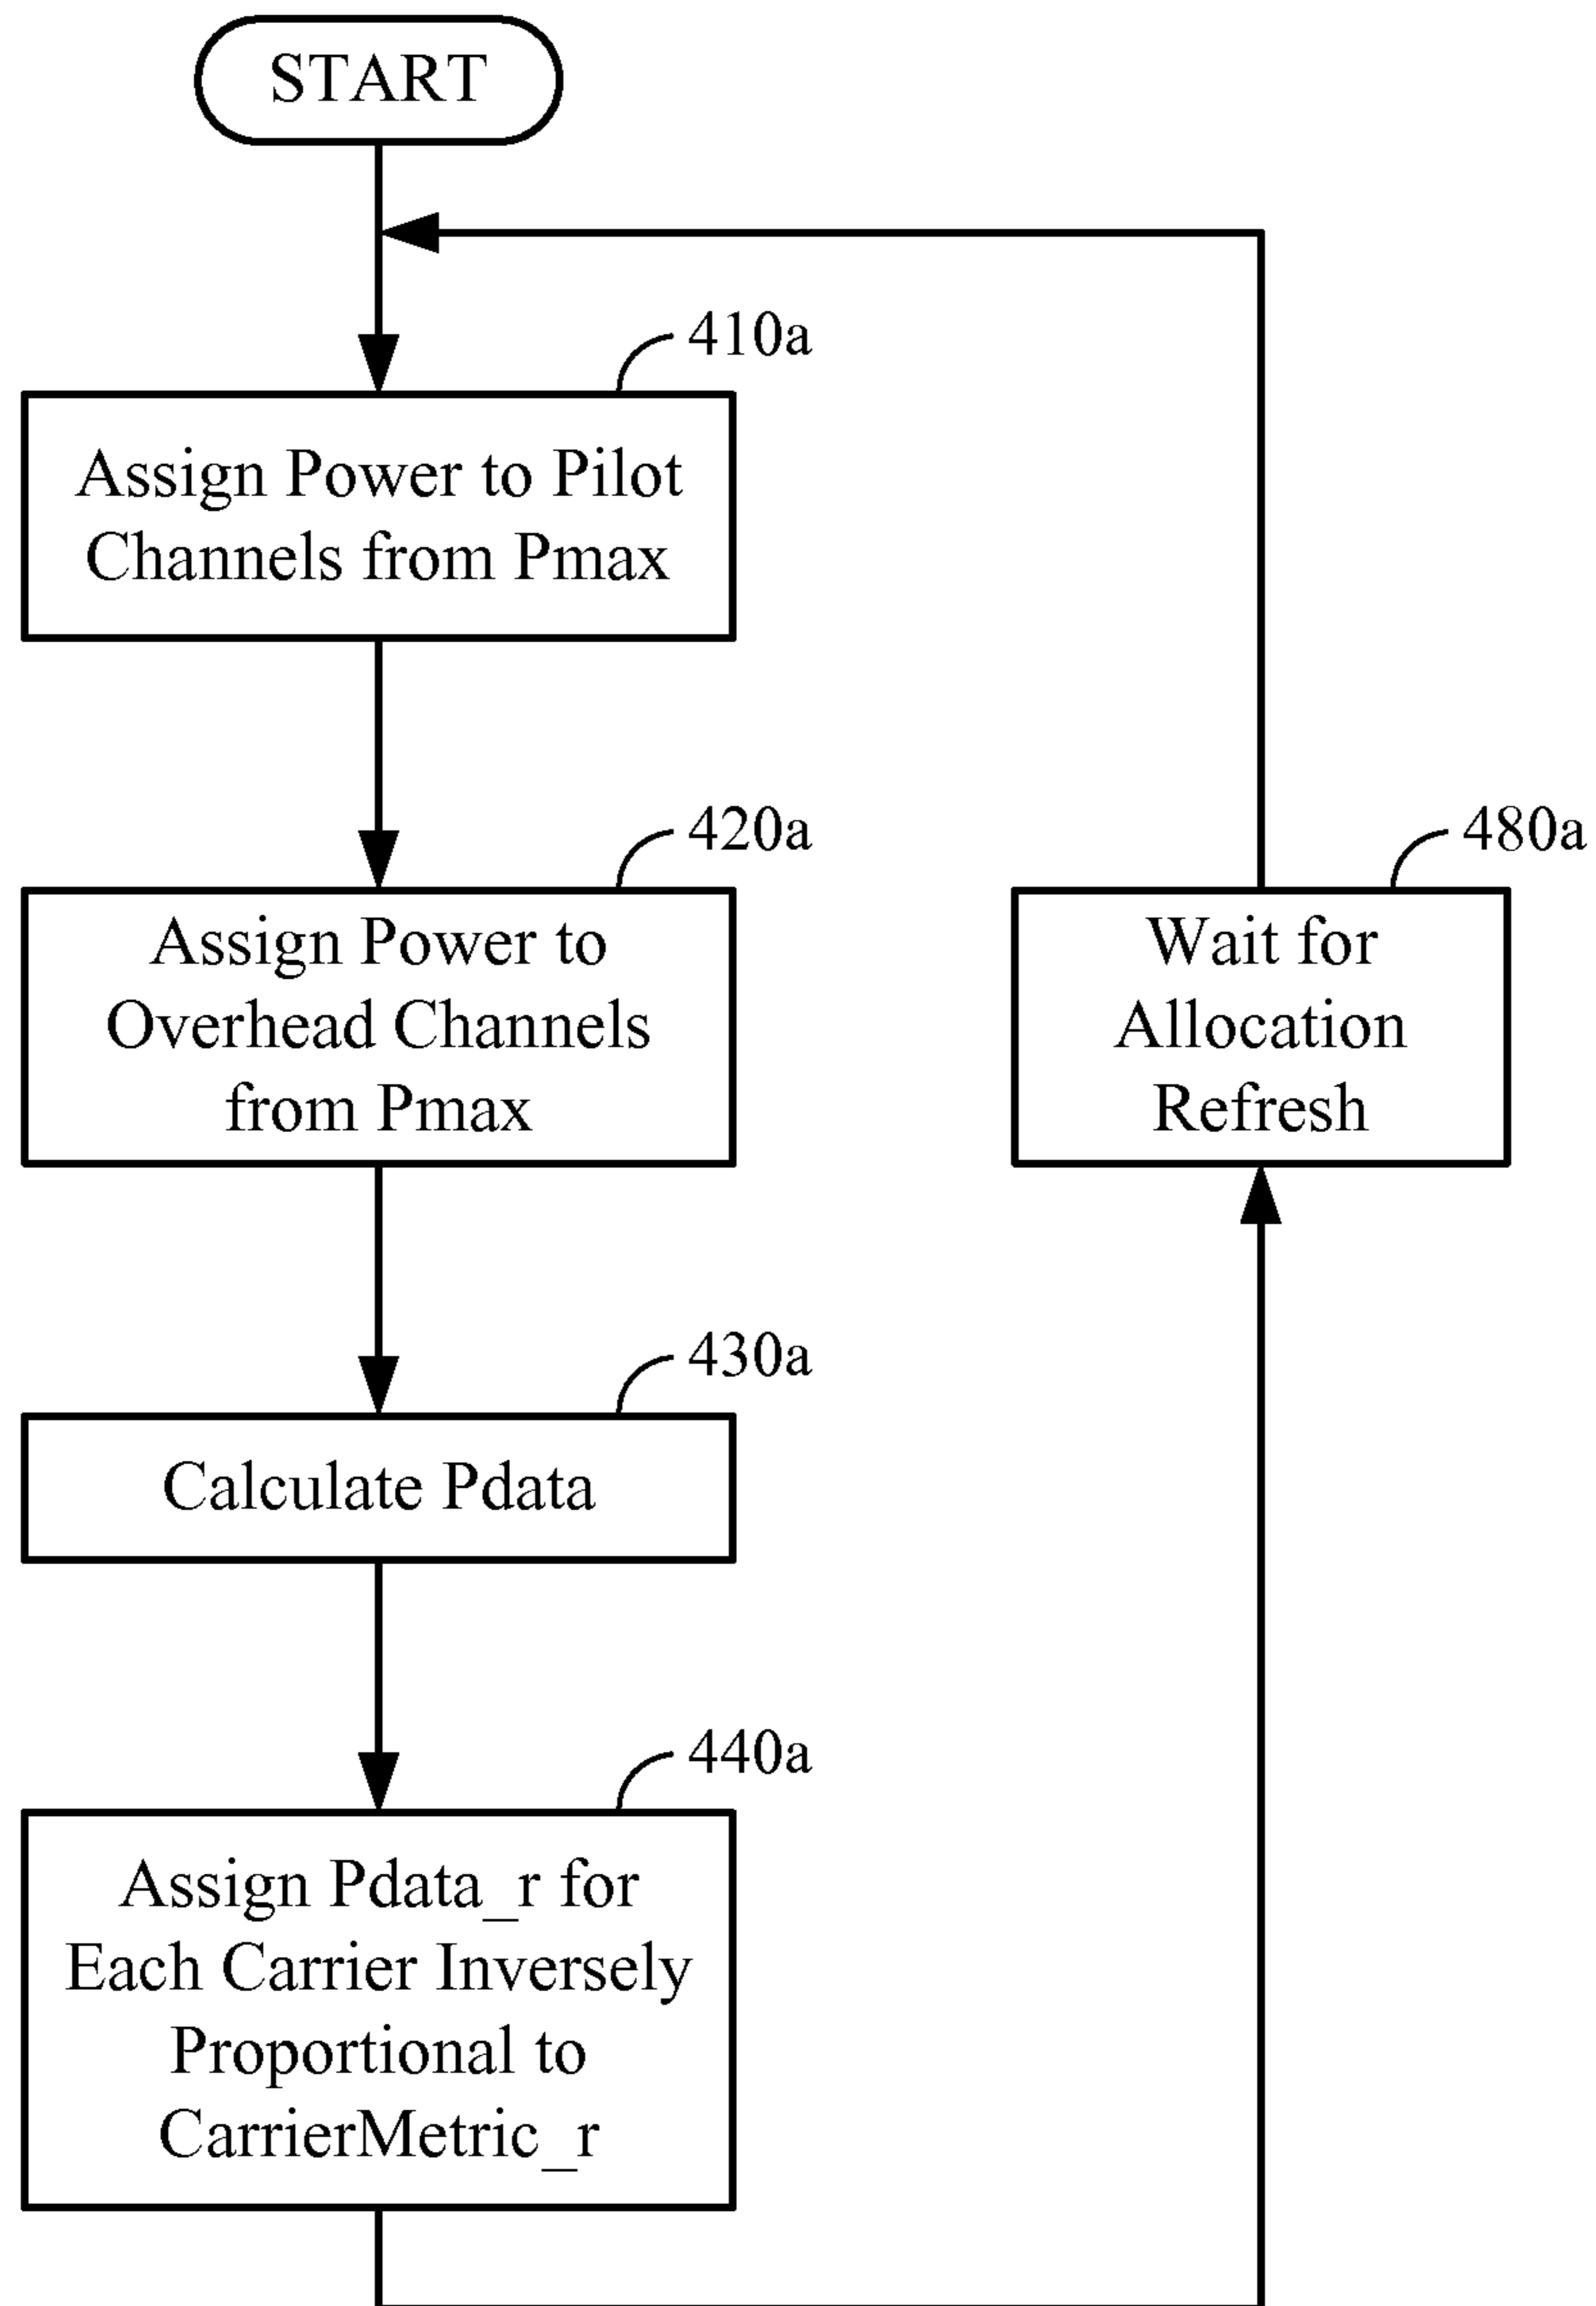 START
410a
Assign Power to Pilot
Channels from Pmax
420a
Assign Power to
Overhead Channels
from Pmax
480a
Wait for
Allocation
Refresh
430a
Calculate Pdata
440a
Assign Pdata_r for
Each Carrier Inversely
Proportional to
CarrierMetric_r